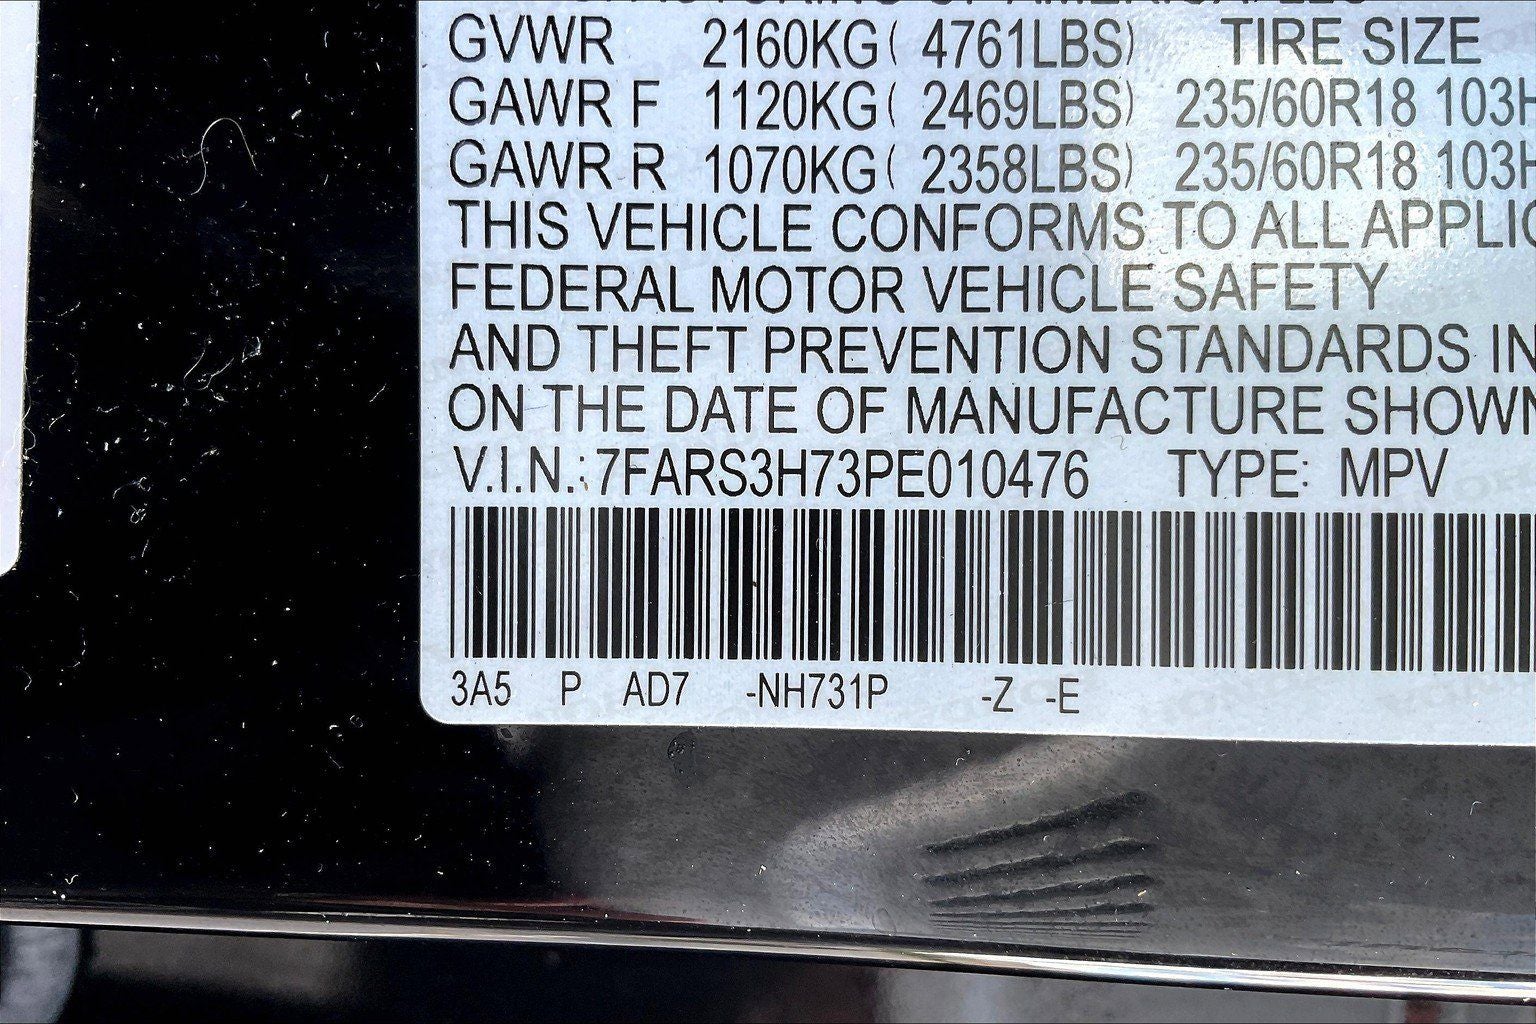 GVWR 2160KG( 4761LBS) TIRE SIZE
GAWR F 1120KG( 2469LBS) 235/60R18 103H
GAWR R 1070KG( 2358LBS) 235/60R18 103H
THIS VEHICLE CONFORMS TO ALL APPLIC
FEDERAL MOTOR VEHICLE SAFETY
AND THEFT PREVENTION STANDARDS IN
ON THE DATE OF MANUFACTURE SHOWN
V.I.N.: 7FARS3H73PE010476 TYPE: MPV
3A5 P AD7 -NH731P -Z -E